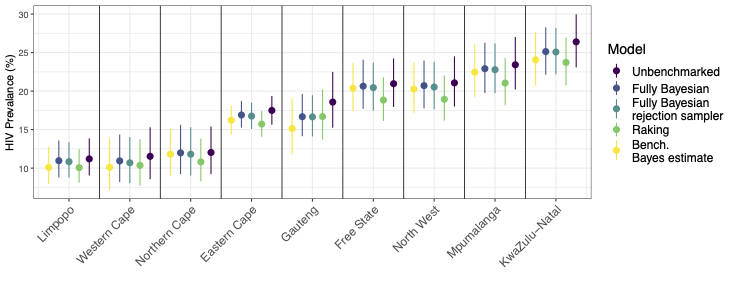 HIV Prevalance (%)
30
25
20
15
10
Limpopo
Western Cape
Northern Cape
Eastern Cape
Gauteng
Free State
North West
Mpumalanga
KwaZulu−Natal
Model
Unbenchmarked
Fully Bayesian
Fully Bayesian
rejection sampler
Raking
Bench.
Bayes estimate